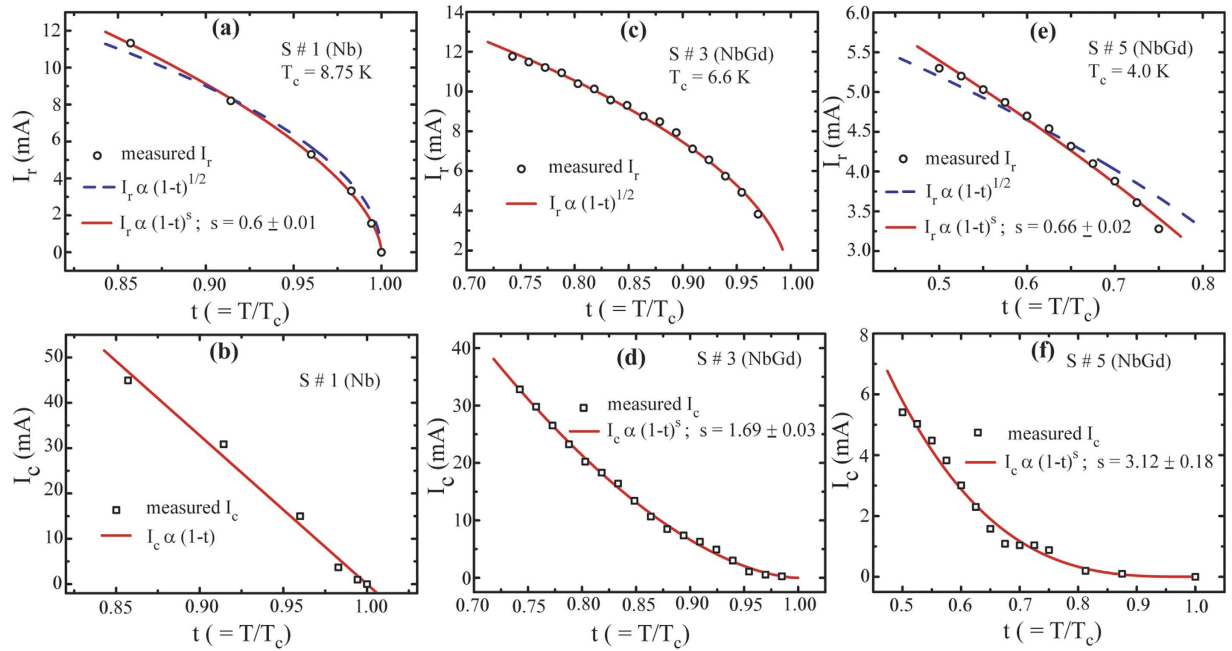 (a)
S # 1 (Nb)
T_c = 8.75 K
measured I_r
I_r α (1-t)^{1/2}
I_r α (1-t)^s ; s = 0.6 ± 0.01
I_r (mA)
12
10
8
6
4
2
0
0.85
0.90
0.95
1.00
t ( = T/T_c)
(c)
S # 3 (NbGd)
T_c = 6.6 K
measured I_r
I_r α (1-t)^{1/2}
I_r (mA)
14
12
10
8
6
4
2
0.70
0.75
0.80
0.85
0.90
0.95
1.00
t ( = T/T_c)
(e)
S # 5 (NbGd)
T_c = 4.0 K
measured I_r
I_r α (1-t)^{1/2}
I_r α (1-t)^s ; s = 0.66 ± 0.02
I_r (mA)
6.0
5.5
5.0
4.5
4.0
3.5
3.0
0.5
0.6
0.7
0.8
t ( = T/T_c)
(b)
S # 1 (Nb)
measured I_c
I_c α (1-t)
I_c (mA)
50
40
30
20
10
0
0.85
0.90
0.95
1.00
t ( = T/T_c)
(d)
S # 3 (NbGd)
measured I_c
I_c α (1-t)^s ; s = 1.69 ± 0.03
I_c (mA)
40
30
20
10
0
0.70
0.75
0.80
0.85
0.90
0.95
1.00
t ( = T/T_c)
(f)
S # 5 (NbGd)
measured I_c
I_c α (1-t)^s ; s = 3.12 ± 0.18
I_c (mA)
8
6
4
2
0
0.5
0.6
0.7
0.8
0.9
1.0
t ( = T/T_c)